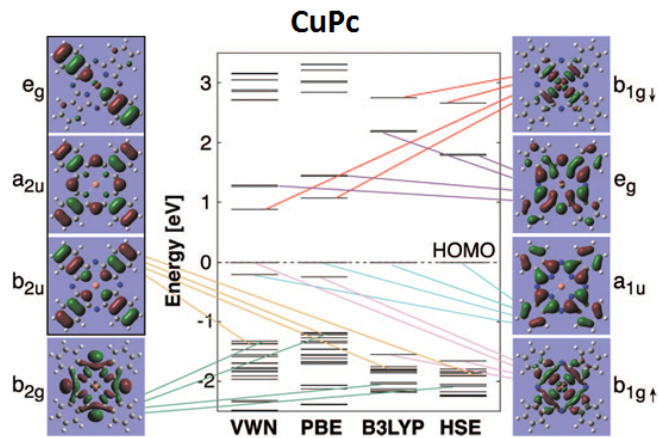 CuPc
e_g
a_2u
b_2u
b_2g
Energy [eV]
3
2
1
0
-1
-2
HOMO
VWN PBE B3LYP HSE
b_1g↓
e_g
a_1u
b_1g↑